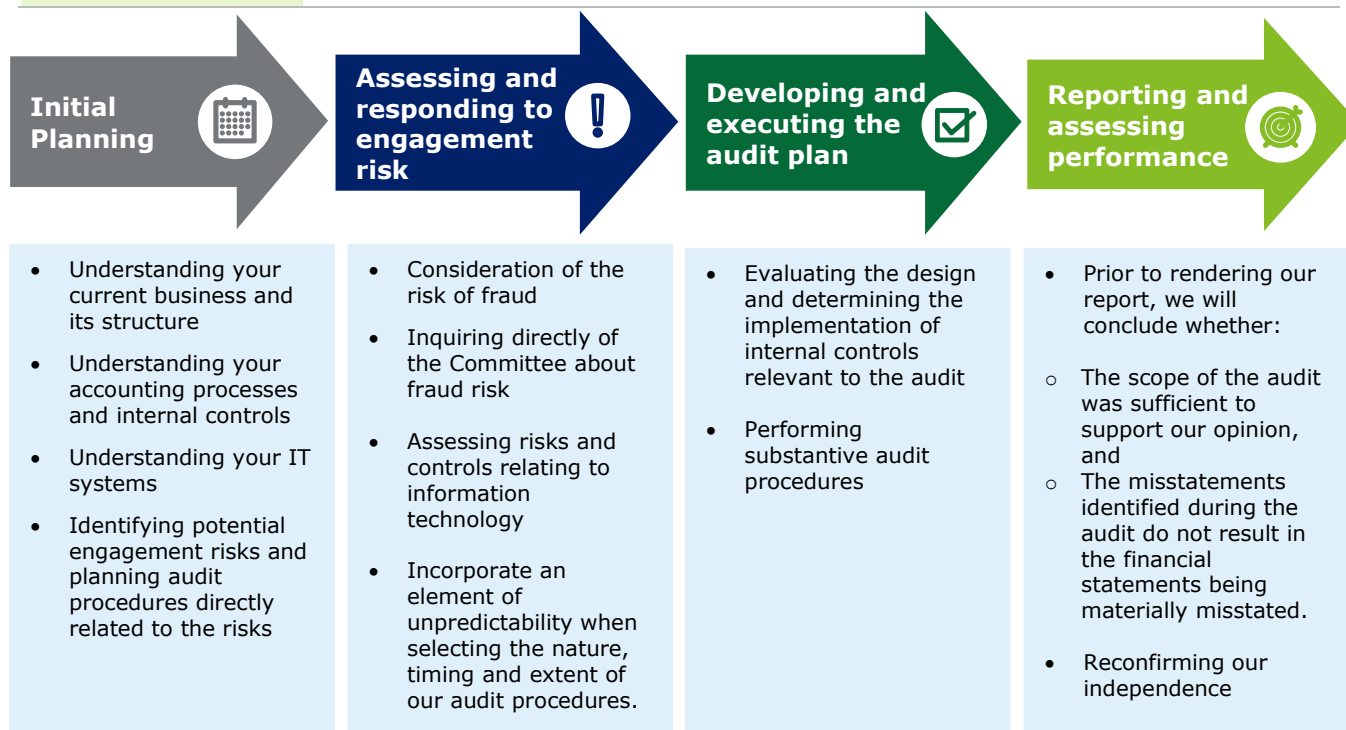 Initial
Planning
Assessing and
responding to
engagement
risk
Developing and
executing the
audit plan
Reporting and
assessing
performance
• Understanding your
current business and
its structure
• Understanding your
accounting processes
and internal controls
• Understanding your IT
systems
• Identifying potential
engagement risks and
planning audit
procedures directly
related to the risks
• Consideration of the
risk of fraud
• Inquiring directly of
the Committee about
fraud risk
• Assessing risks and
controls relating to
information
technology
• Incorporate an
element of
unpredictability when
selecting the nature,
timing and extent of
our audit procedures.
• Evaluating the design
and determining the
implementation of
internal controls
relevant to the audit
• Performing
substantive audit
procedures
• Prior to rendering our
report, we will
conclude whether:
o The scope of the audit
was sufficient to
support our opinion,
and
o The misstatements
identified during the
audit do not result in
the financial
statements being
materially misstated.
• Reconfirming our
independence